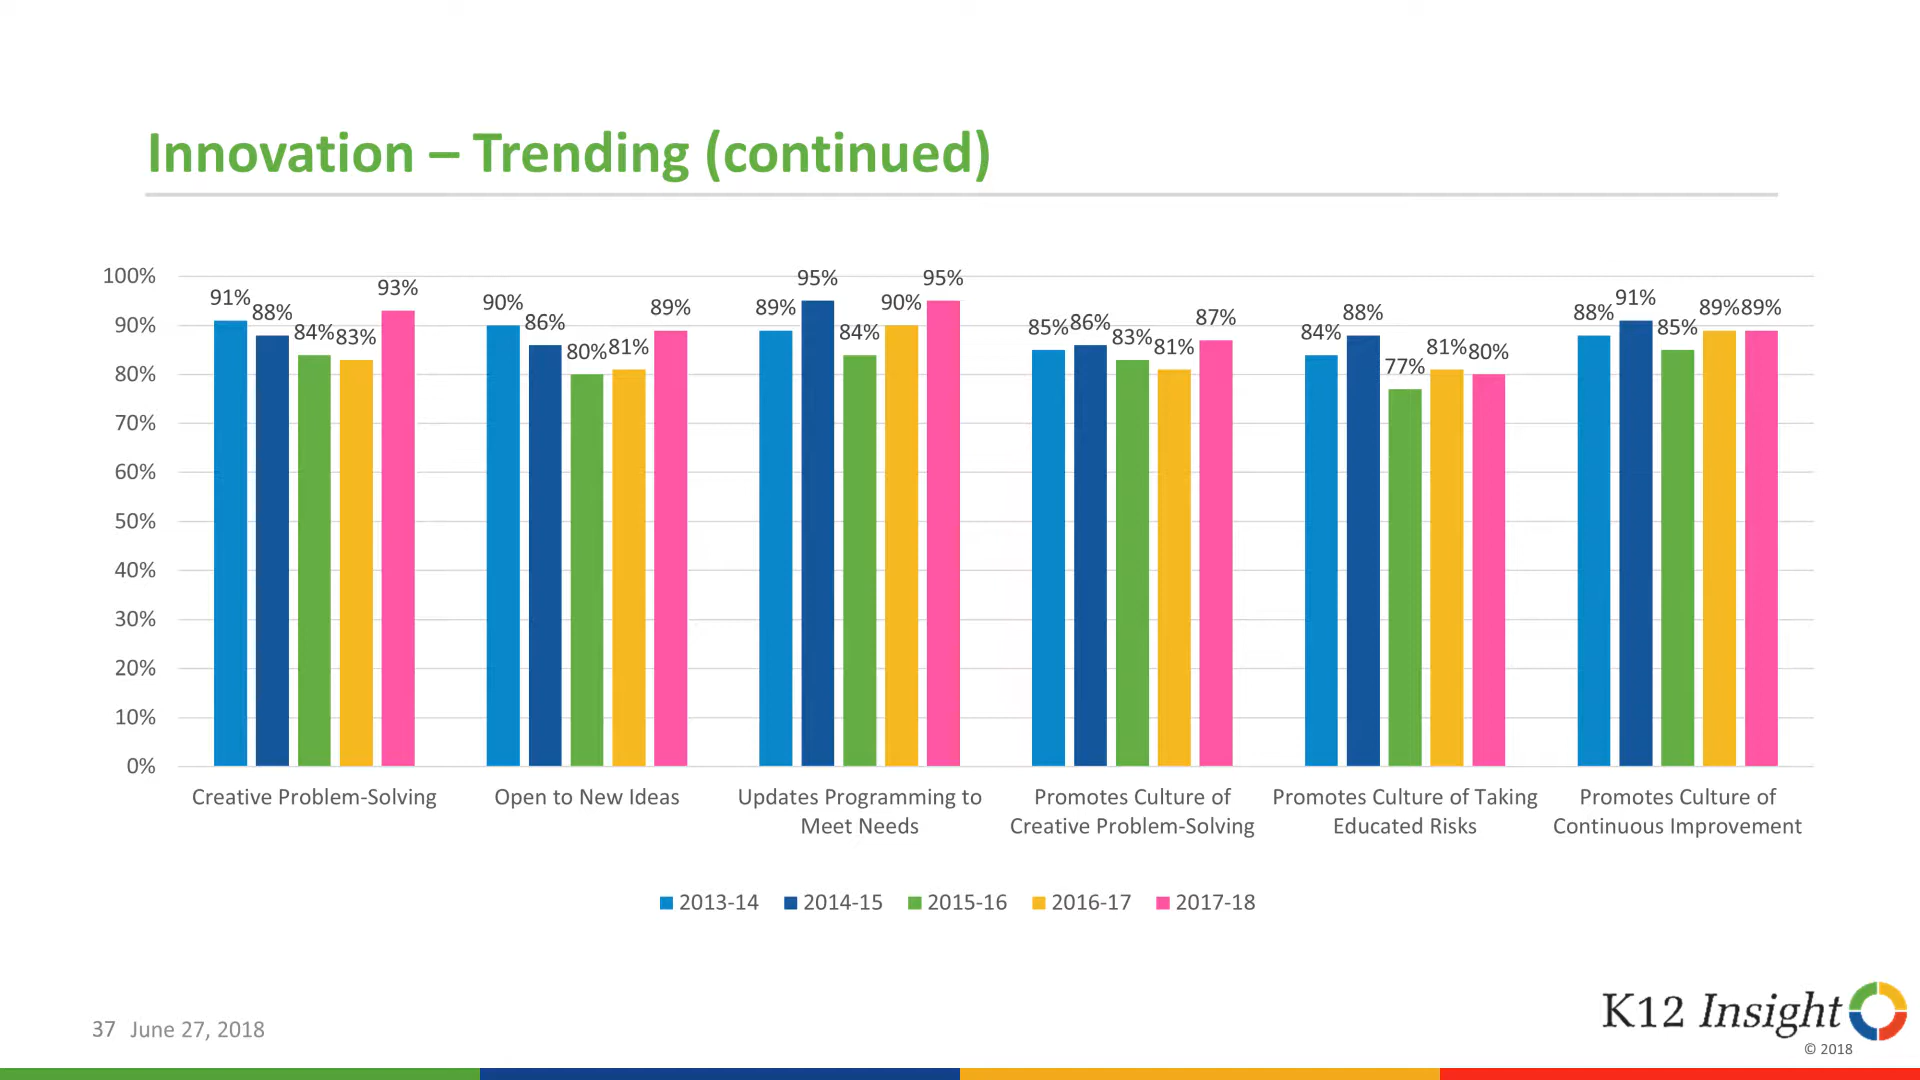 Innovation – Trending (continued)
100%
90%
80%
70%
60%
50%
40%
30%
20%
10%
0%
91% 88% 84% 83% 93%
90% 86% 80% 81% 89%
89% 95% 84% 90% 95%
85% 86% 83% 81% 87%
84% 88% 77% 81% 80%
88% 91% 85% 89% 89%
Creative Problem-Solving
Open to New Ideas
Updates Programming to
Meet Needs
Promotes Culture of
Creative Problem-Solving
Promotes Culture of Taking
Educated Risks
Promotes Culture of
Continuous Improvement
2013-14 2014-15 2015-16 2016-17 2017-18
37 June 27, 2018
K12 Insight
© 2018